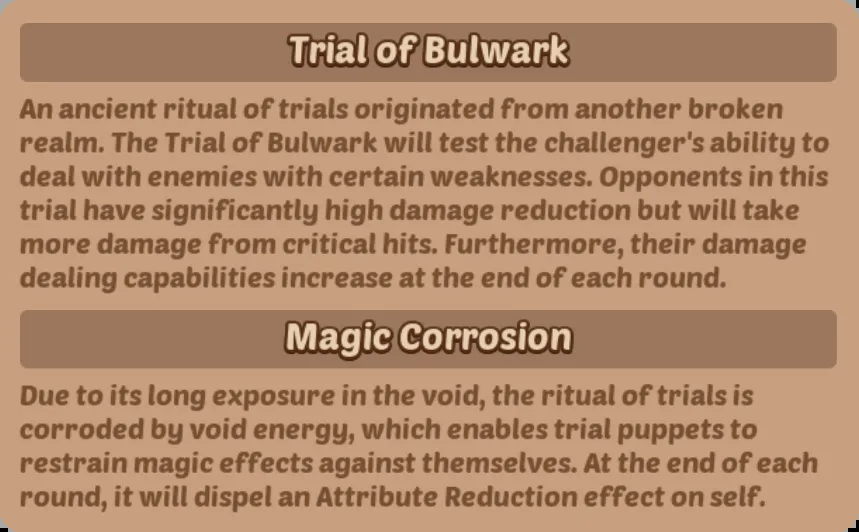 Trial of Bulwark
An ancient ritual of trials originated from another broken
realm. The Trial of Bulwark will test the challenger's ability to
deal with enemies with certain weaknesses. Opponents in this
trial have significantly high damage reduction but will take
more damage from critical hits. Furthermore, their damage
dealing capabilities increase at the end of each round.
Magic Corrosion
Due to its long exposure in the void, the ritual of trials is
corroded by void energy, which enables trial puppets to
restrain magic effects against themselves. At the end of each
round, it will dispel an Attribute Reduction effect on self.